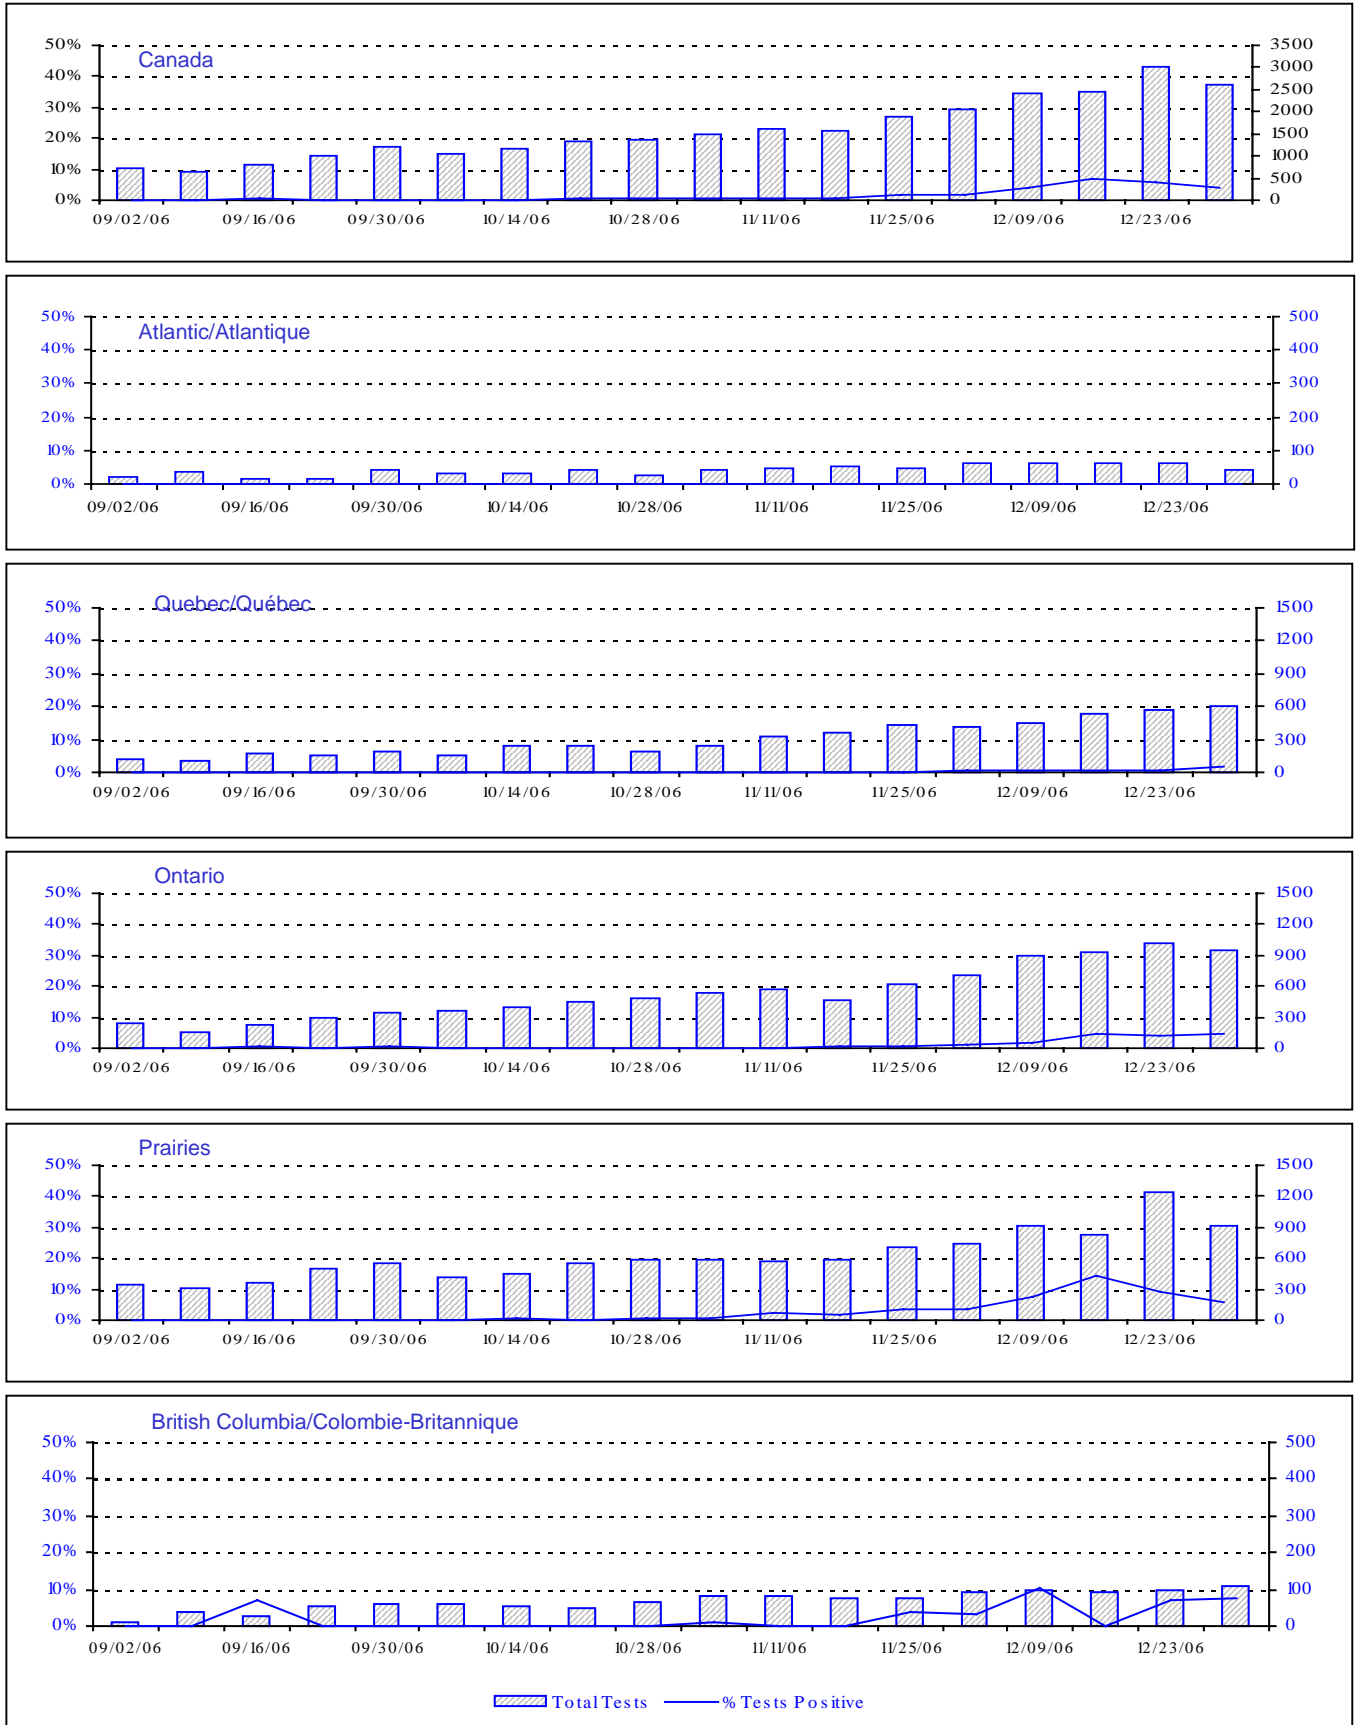 Canada
50% 3500
40% 3000
2500
30% 2000
20% 1500
1000
10% 500
0% 0
09/02/06 09/16/06 09/30/06 10/14/06 10/28/06 11/11/06 11/25/06 12/09/06 12/23/06
Atlantic/Atlantique
50% 500
40% 400
30% 300
20% 200
10% 100
0% 0
09/02/06 09/16/06 09/30/06 10/14/06 10/28/06 11/11/06 11/25/06 12/09/06 12/23/06
Quebec/Québec
50% 1500
40% 1200
30% 900
20% 600
10% 300
0% 0
09/02/06 09/16/06 09/30/06 10/14/06 10/28/06 11/11/06 11/25/06 12/09/06 12/23/06
Ontario
50% 1500
40% 1200
30% 900
20% 600
10% 300
0% 0
09/02/06 09/16/06 09/30/06 10/14/06 10/28/06 11/11/06 11/25/06 12/09/06 12/23/06
Prairies
50% 1500
40% 1200
30% 900
20% 600
10% 300
0% 0
09/02/06 09/16/06 09/30/06 10/14/06 10/28/06 11/11/06 11/25/06 12/09/06 12/23/06
British Columbia/Colombie-Britannique
50% 500
40% 400
30% 300
20% 200
10% 100
0% 0
09/02/06 09/16/06 09/30/06 10/14/06 10/28/06 11/11/06 11/25/06 12/09/06 12/23/06
Total Tests % Tests Positive